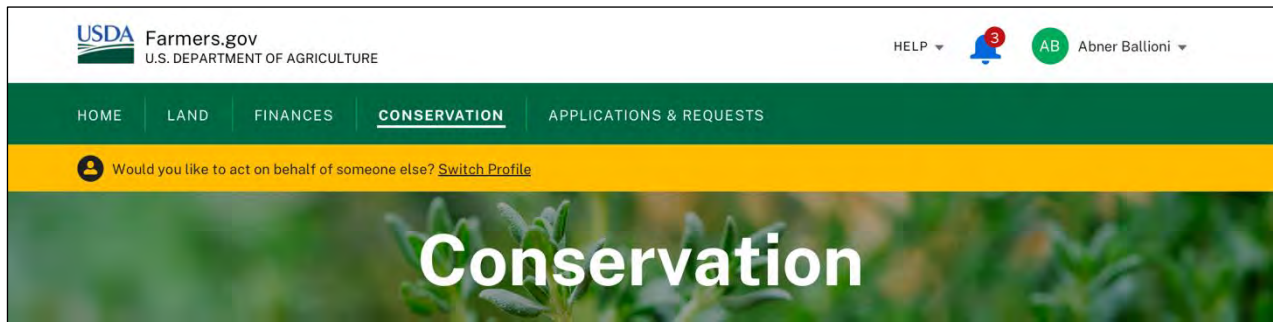 USDA
Farmers.gov
U.S. DEPARTMENT OF AGRICULTURE
HELP
3
AB
Abner Ballioni
HOME
LAND
FINANCES
CONSERVATION
APPLICATIONS & REQUESTS
Would you like to act on behalf of someone else? Switch Profile
Conservation